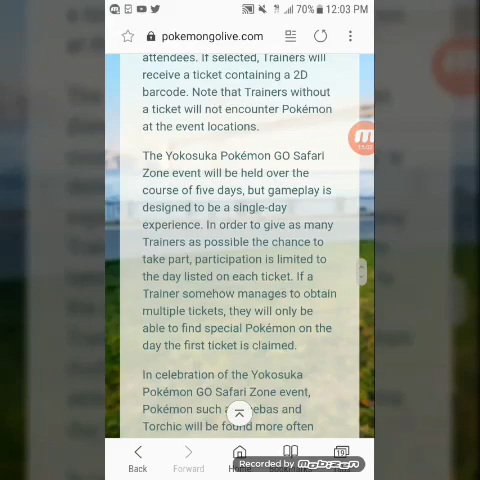 70% 12:03 PM
pokemongolive.com
attendees. If selected, Trainers will
receive a ticket containing a 2D
barcode. Note that Trainers without
a ticket will not encounter Pokémon
at the event locations.
The Yokosuka Pokémon GO Safari
Zone event will be held over the
course of five days, but gameplay is
designed to be a single-day
experience. In order to give as many
Trainers as possible the chance to
take part, participation is limited to
the day listed on each ticket. If a
Trainer somehow manages to obtain
multiple tickets, they will only be
able to find special Pokémon on the
day the first ticket is claimed.
In celebration of the Yokosuka
Pokémon GO Safari Zone event,
Pokémon such ebas and
Torchic will be found more often
19
Back Forward
Recorded by mobizen